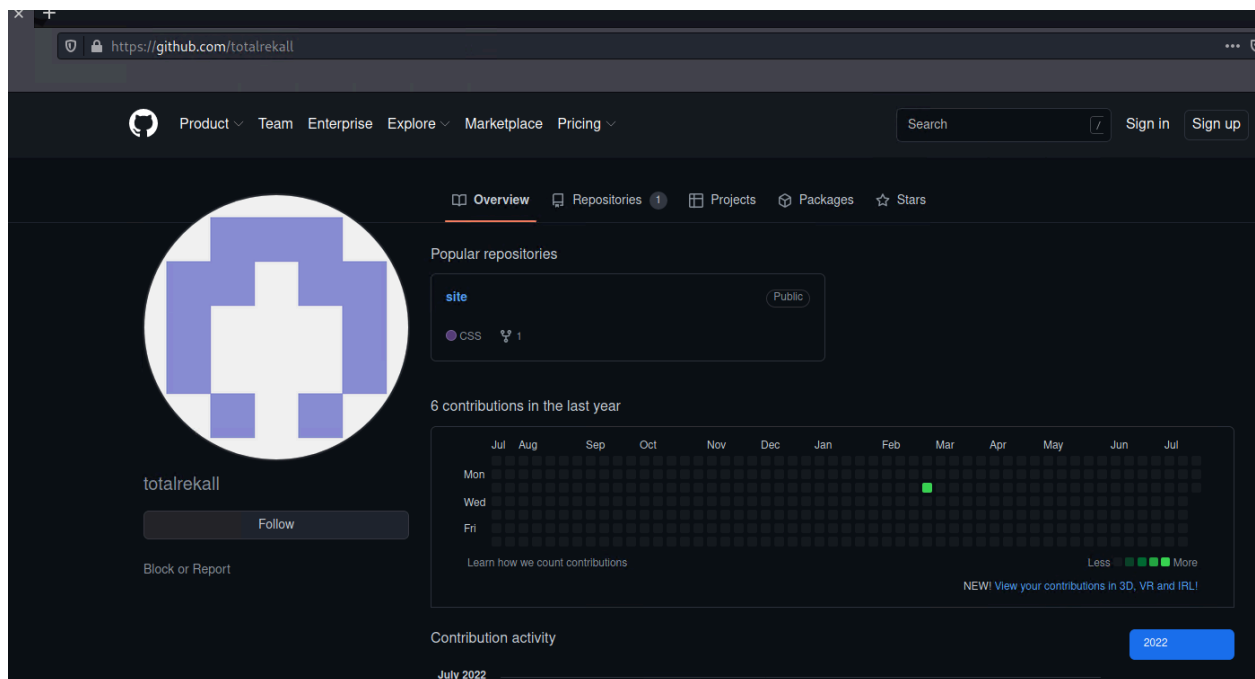 https://github.com/totalrekall
Product Team Enterprise Explore Marketplace Pricing Search / Sign in Sign up
Overview Repositories 1 Projects Packages Stars
Popular repositories
site Public
CSS 1
6 contributions in the last year
Jul Aug Sep Oct Nov Dec Jan Feb Mar Apr May Jun Jul
Mon
Wed
Fri
Learn how we count contributions Less More
NEW! View your contributions in 3D, VR and IRL!
totalrekall
Follow
Block or Report
Contribution activity 2022
July 2022